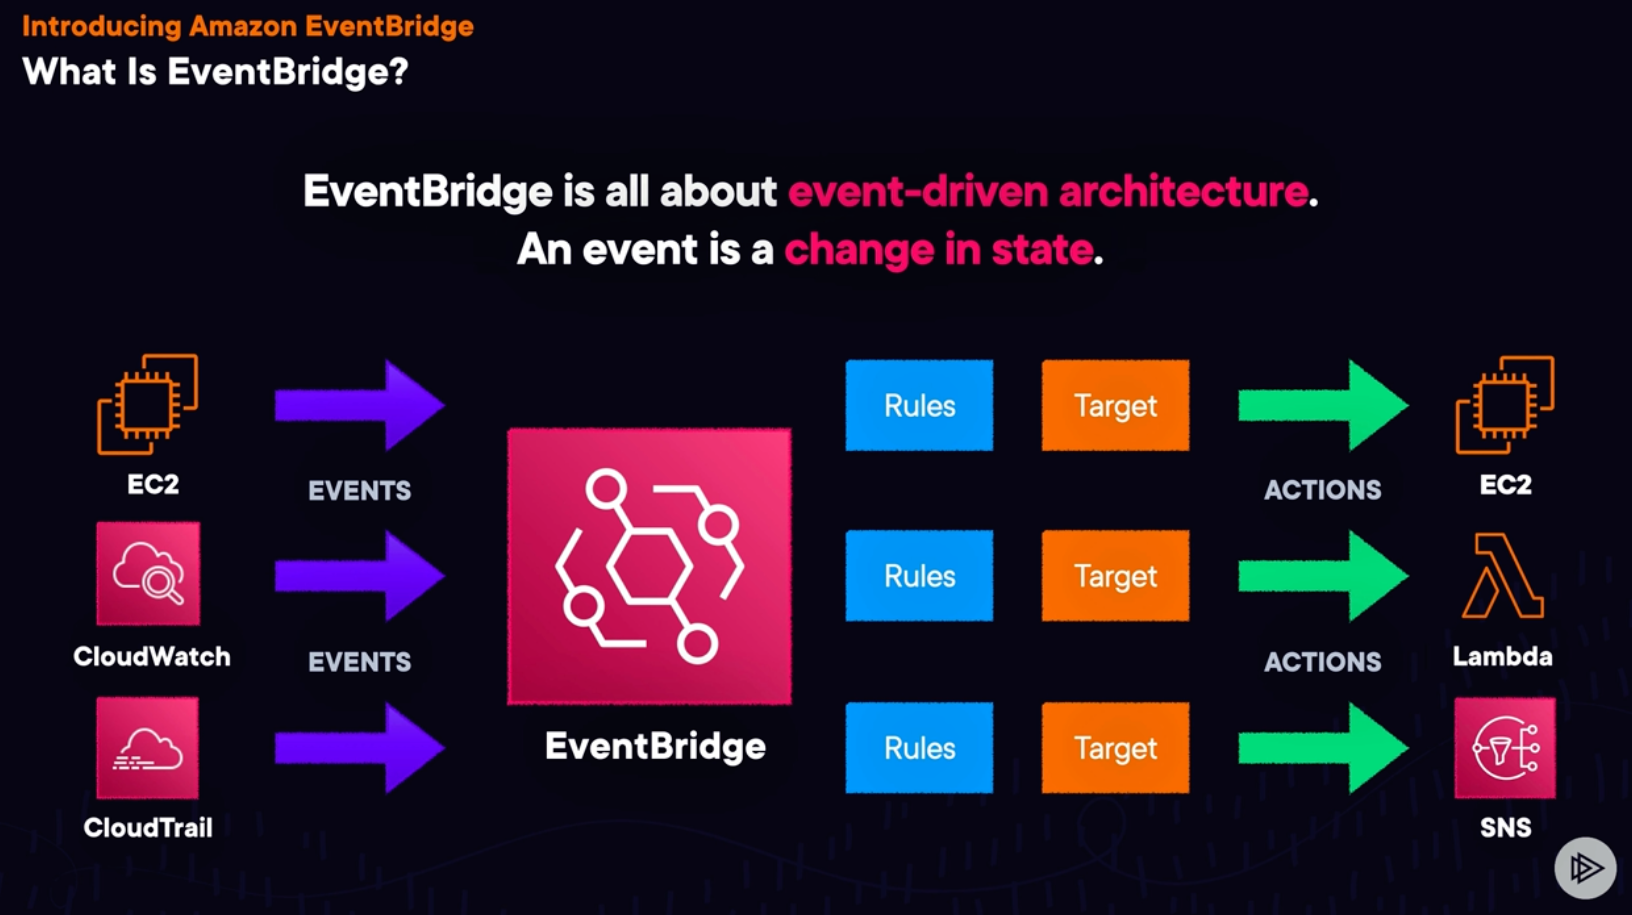 Introducing Amazon EventBridge
What Is EventBridge?
EventBridge is all about event-driven architecture.
An event is a change in state.
Rules Target
EC2 EVENTS ACTIONS EC2
Rules Target
CloudWatch EVENTS ACTIONS Lambda
EventBridge Rules Target
CloudTrail SNS